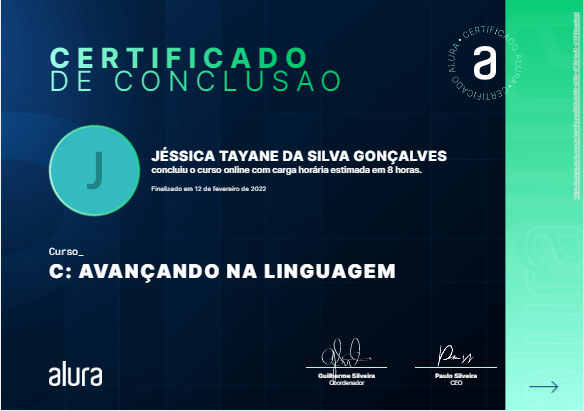 CERTIFICADO
DE CONCLUSAO
CERTIFICADO ALURA • CERTIFICADO ALURA •
a
J
JÉSSICA TAYANE DA SILVA GONÇALVES
concluiu o curso online com carga horária estimada em 8 horas.
Finalizado em 12 de fevereiro de 2022
Curso_
C: AVANÇANDO NA LINGUAGEM
alura
Guilherme Silveira
Coordenador
Paulo Silveira
CEO